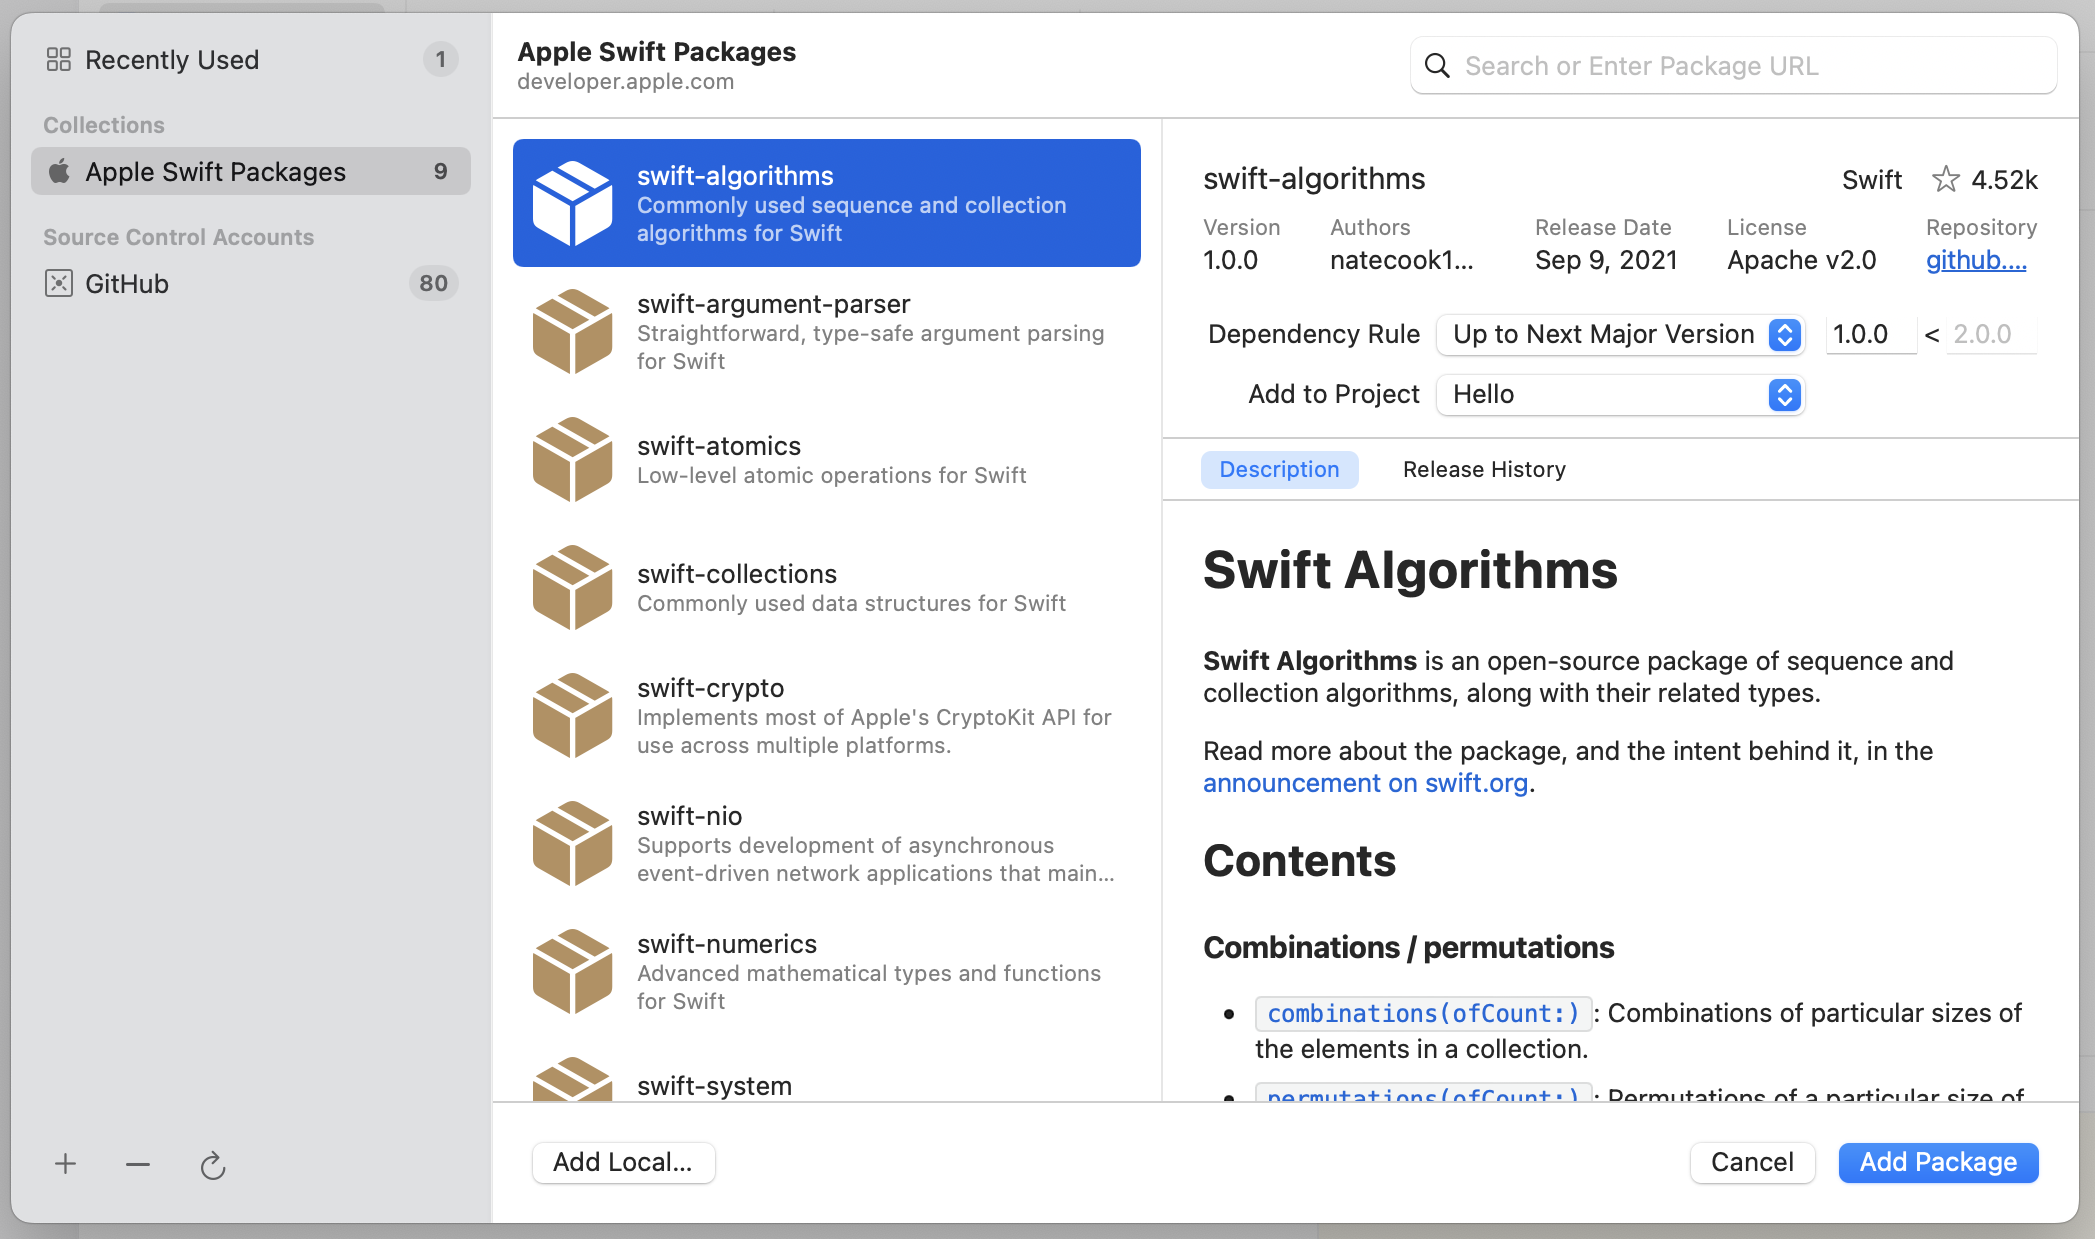 Recently Used 1
Collections
Apple Swift Packages 9
Source Control Accounts
GitHub 80
Apple Swift Packages
developer.apple.com
Search or Enter Package URL
swift-algorithms
Commonly used sequence and collection
algorithms for Swift
swift-argument-parser
Straightforward, type-safe argument parsing
for Swift
swift-atomics
Low-level atomic operations for Swift
swift-collections
Commonly used data structures for Swift
swift-crypto
Implements most of Apple's CryptoKit API for
use across multiple platforms.
swift-nio
Supports development of asynchronous
event-driven network applications that main...
swift-numerics
Advanced mathematical types and functions
for Swift
swift-system
swift-algorithms Swift 4.52k
Version Authors Release Date License Repository
1.0.0 natecook1... Sep 9, 2021 Apache v2.0 github....
Dependency Rule Up to Next Major Version 1.0.0 < 2.0.0
Add to Project Hello
Description Release History
Swift Algorithms
Swift Algorithms is an open-source package of sequence and
collection algorithms, along with their related types.
Read more about the package, and the intent behind it, in the
announcement on swift.org.
Contents
Combinations / permutations
• combinations(ofCount:) : Combinations of particular sizes of
the elements in a collection.
• permutations(ofCount:) : Permutations of a particular size of
Add Local... Cancel Add Package